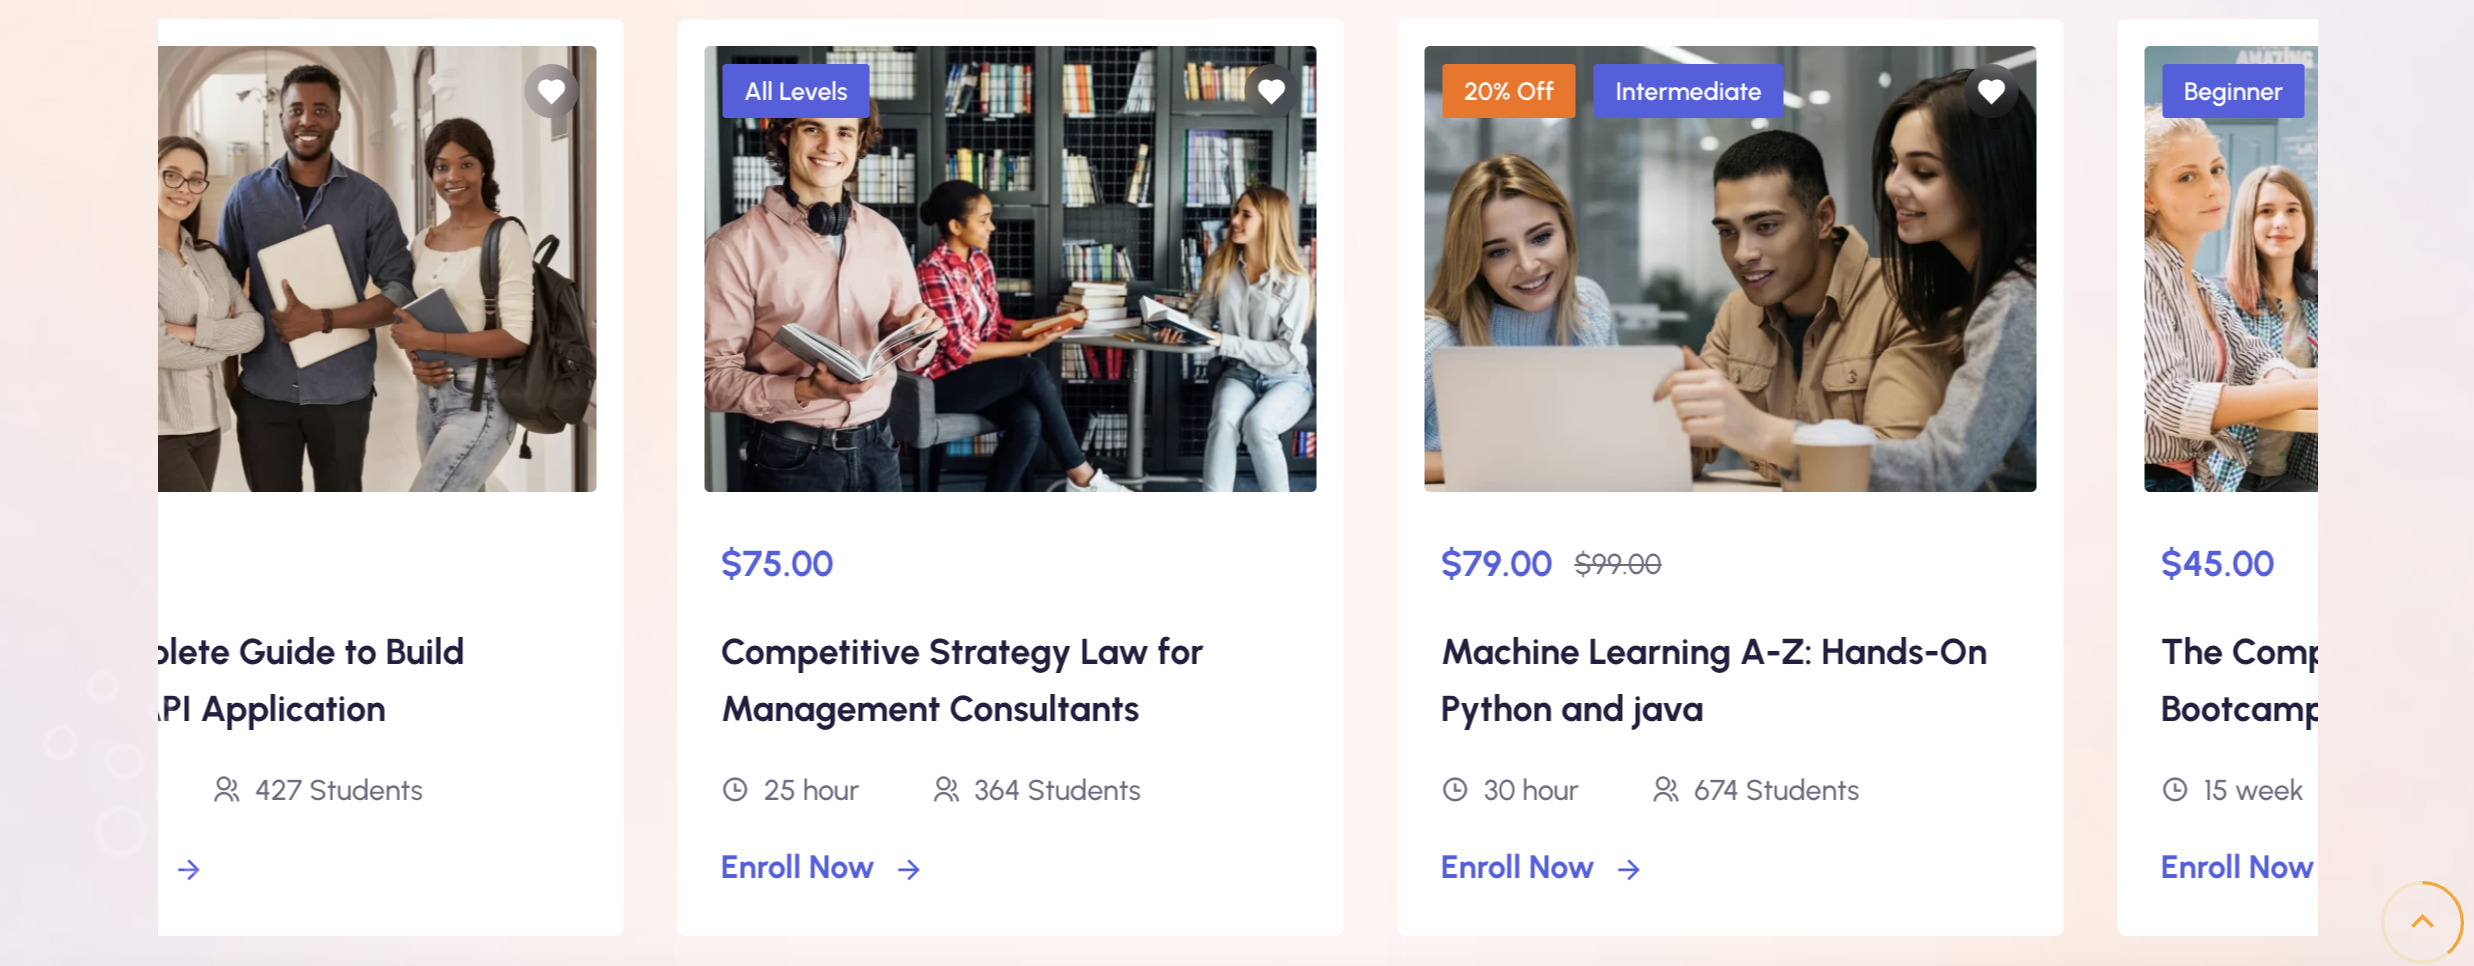 plete Guide to Build
API Application
427 Students
All Levels
$75.00
Competitive Strategy Law for
Management Consultants
25 hour
364 Students
Enroll Now
20% Off
Intermediate
$79.00 $99.00
Machine Learning A-Z: Hands-On
Python and java
30 hour
674 Students
Enroll Now
AMAZING
Beginner
$45.00
The Comp
Bootcamp
15 week
Enroll Now